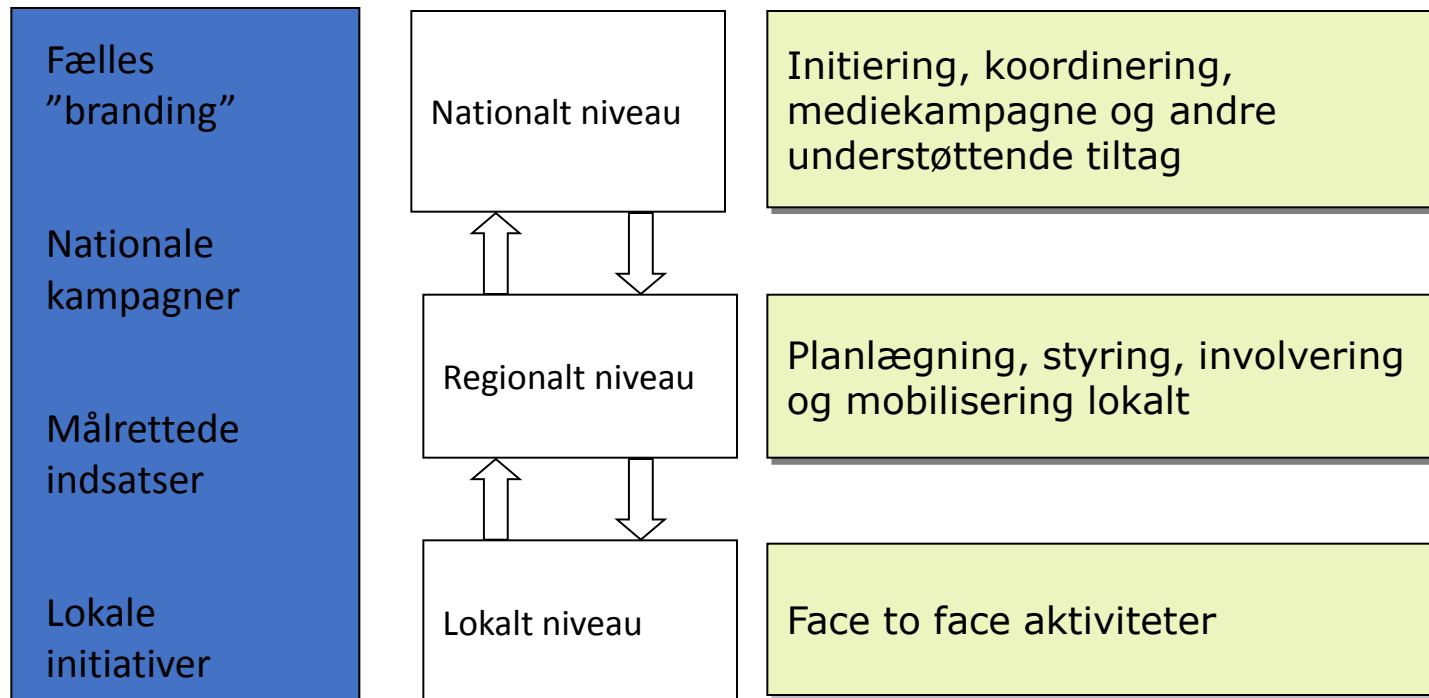 Fælles
”branding”
Nationale
kampagner
Målrettede
indsatser
Lokale
initiativer
Nationalt niveau
Regionalt niveau
Lokalt niveau
Initiering, koordinering,
mediekampagne og andre
understøttende tiltag
Planlægning, styring, involvering
og mobilisering lokalt
Face to face aktiviteter